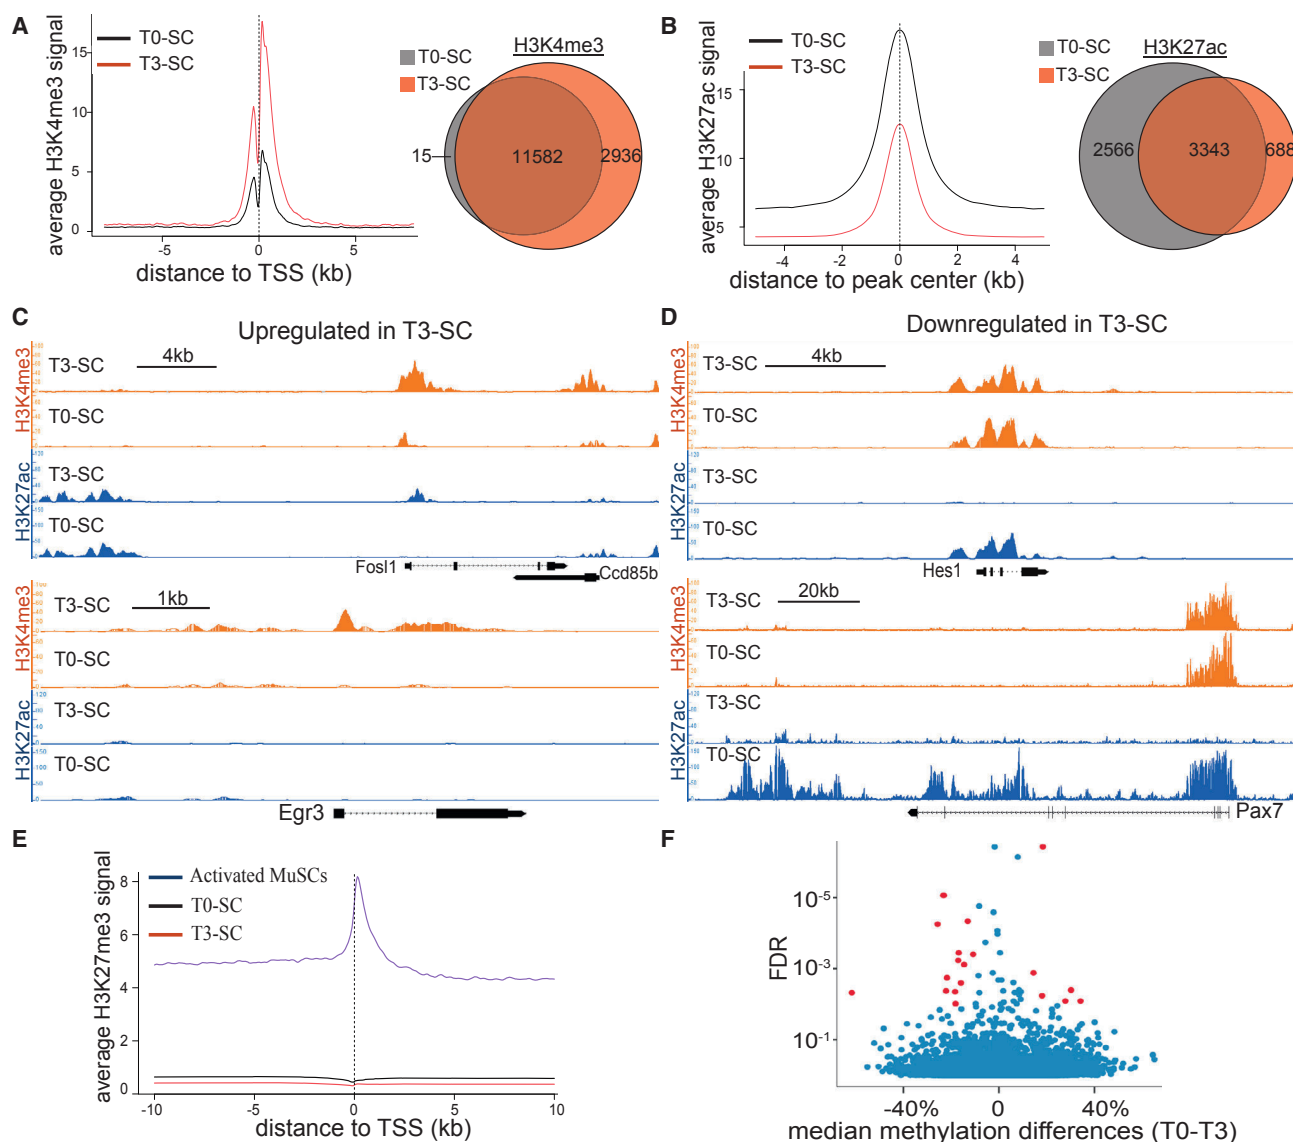 A
average H3K4me3 signal
15
10
5
0
T0-SC
T3-SC
-5
0
5
distance to TSS (kb)
H3K4me3
T0-SC
T3-SC
15
11582
2936
B
average H3K27ac signal
15
10
5
T0-SC
T3-SC
-4
-2
0
2
4
distance to peak center (kb)
H3K27ac
T0-SC
T3-SC
2566
3343
688
C
Upregulated in T3-SC
H3K4me3
H3K27ac
4kb
T3-SC
T0-SC
T3-SC
T0-SC
Fosl1
Ccd85b
H3K4me3
H3K27ac
1kb
T3-SC
T0-SC
T3-SC
T0-SC
Egr3
D
Downregulated in T3-SC
H3K4me3
H3K27ac
4kb
T3-SC
T0-SC
T3-SC
T0-SC
Hes1
H3K4me3
H3K27ac
20kb
T3-SC
T0-SC
T3-SC
T0-SC
Pax7
E
average H3K27me3 signal
8
6
4
2
0
Activated MuSCs
T0-SC
T3-SC
-10
-5
0
5
10
distance to TSS (kb)
F
FDR
10-5
10-3
10-1
-40%
0
40%
median methylation differences (T0-T3)